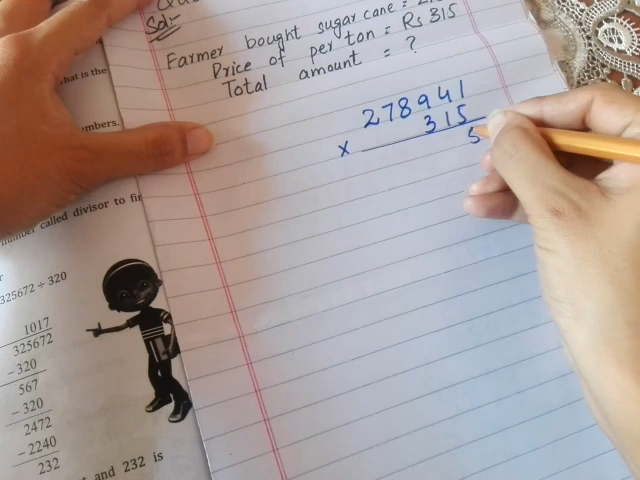 Sol:-
Farmer bought sugar cane =
Price of per ton = Rs 315
Total amount = ?
278941
x 315
5
hat is the
mbers.
number called divisor to fin
325672 ÷ 320
1017
325672
- 320
567
- 320
2472
- 2240
232
and 232 is